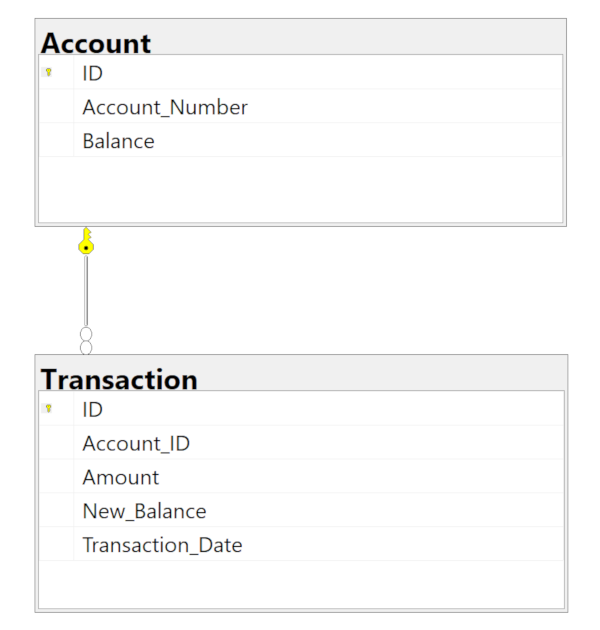 Account
ID
Account_Number
Balance
Transaction
ID
Account_ID
Amount
New_Balance
Transaction_Date